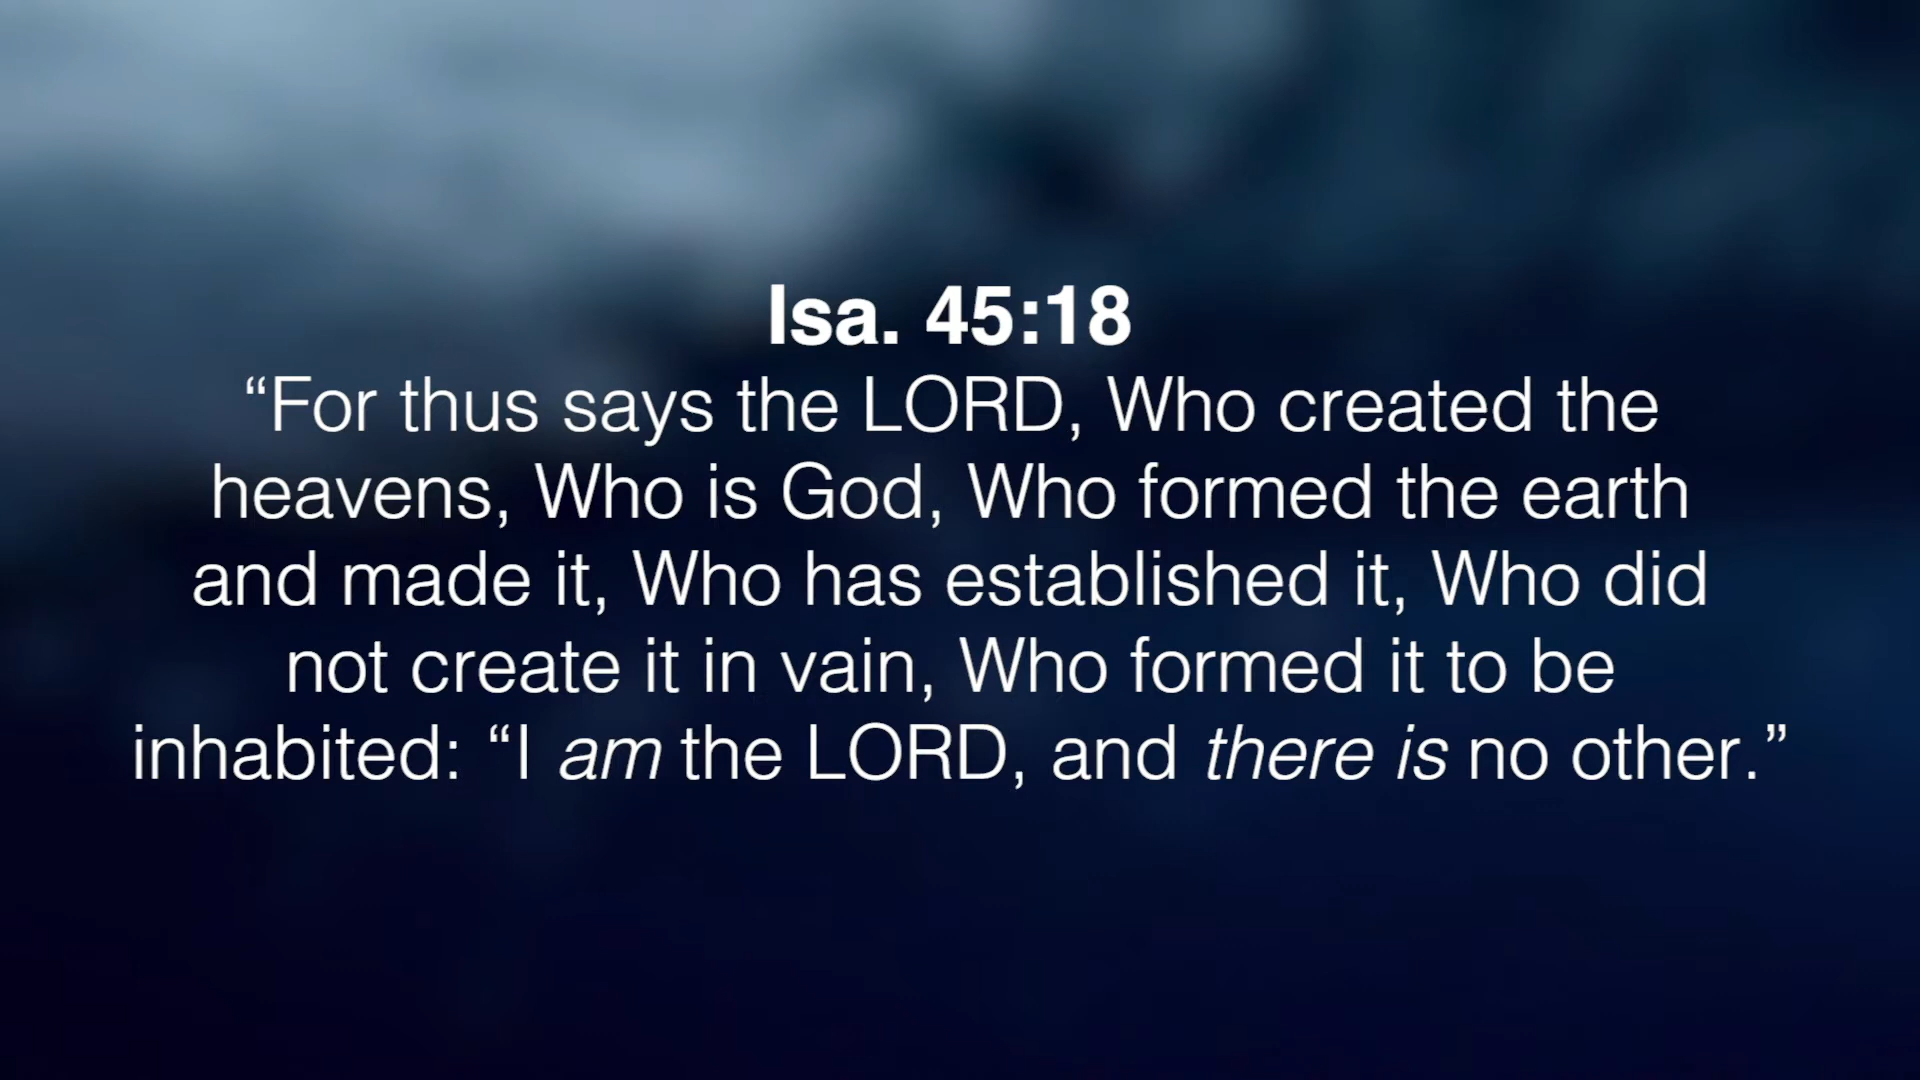 Isa. 45:18
“For thus says the LORD, Who created the
heavens, Who is God, Who formed the earth
and made it, Who has established it, Who did
not create it in vain, Who formed it to be
inhabited: “I am the LORD, and there is no other.”